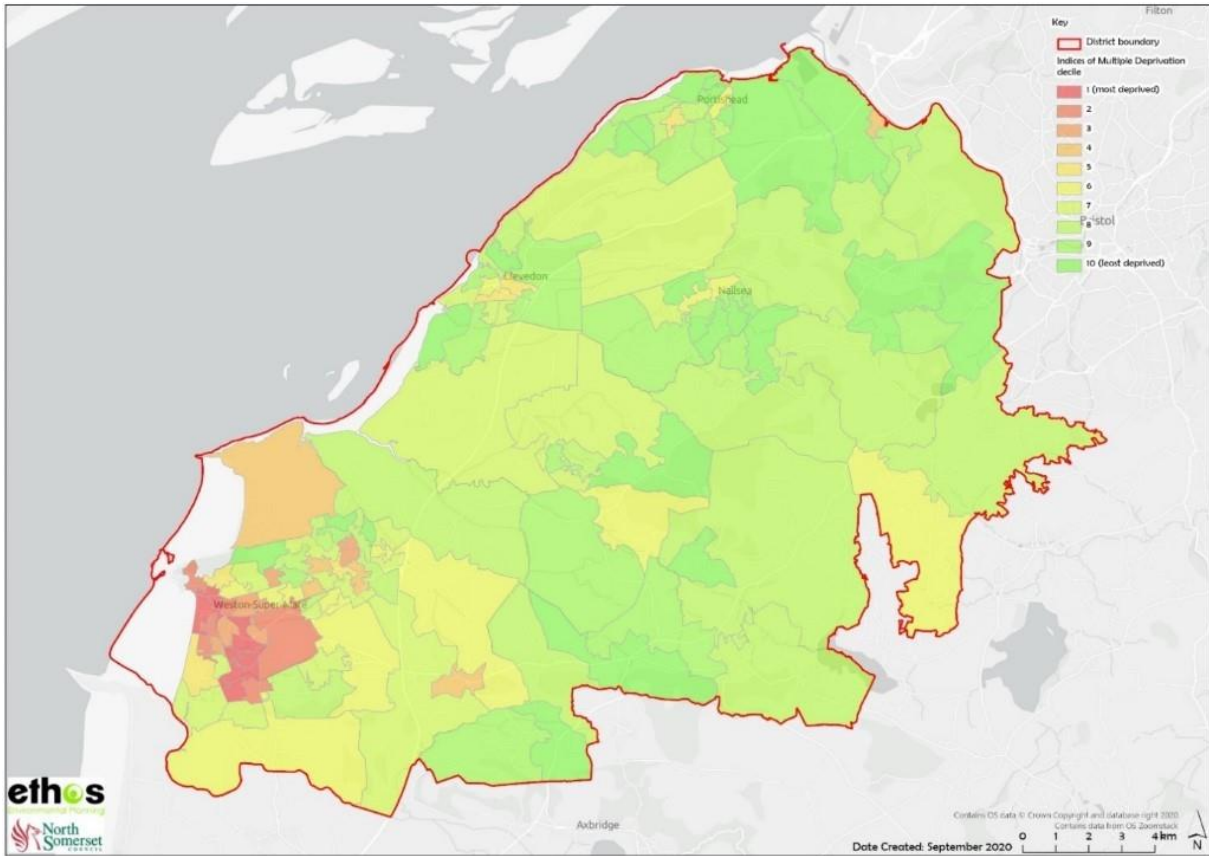 Filton
Key
District boundary
Indices of Multiple Deprivation
decile
1 (most deprived)
2
3
4
5
6
7
8
9
10 (least deprived)
Portishead
Bristol
Clevedon
Nailsea
Weston-Super-Mare
Axbridge
ethos
Environmental Planning
North
Somerset
COUNCIL
Contains OS data © Crown Copyright and database right 2020
Contains data from OS Zoomstack
Date Created: September 2020
0 1 2 3 4 km
N